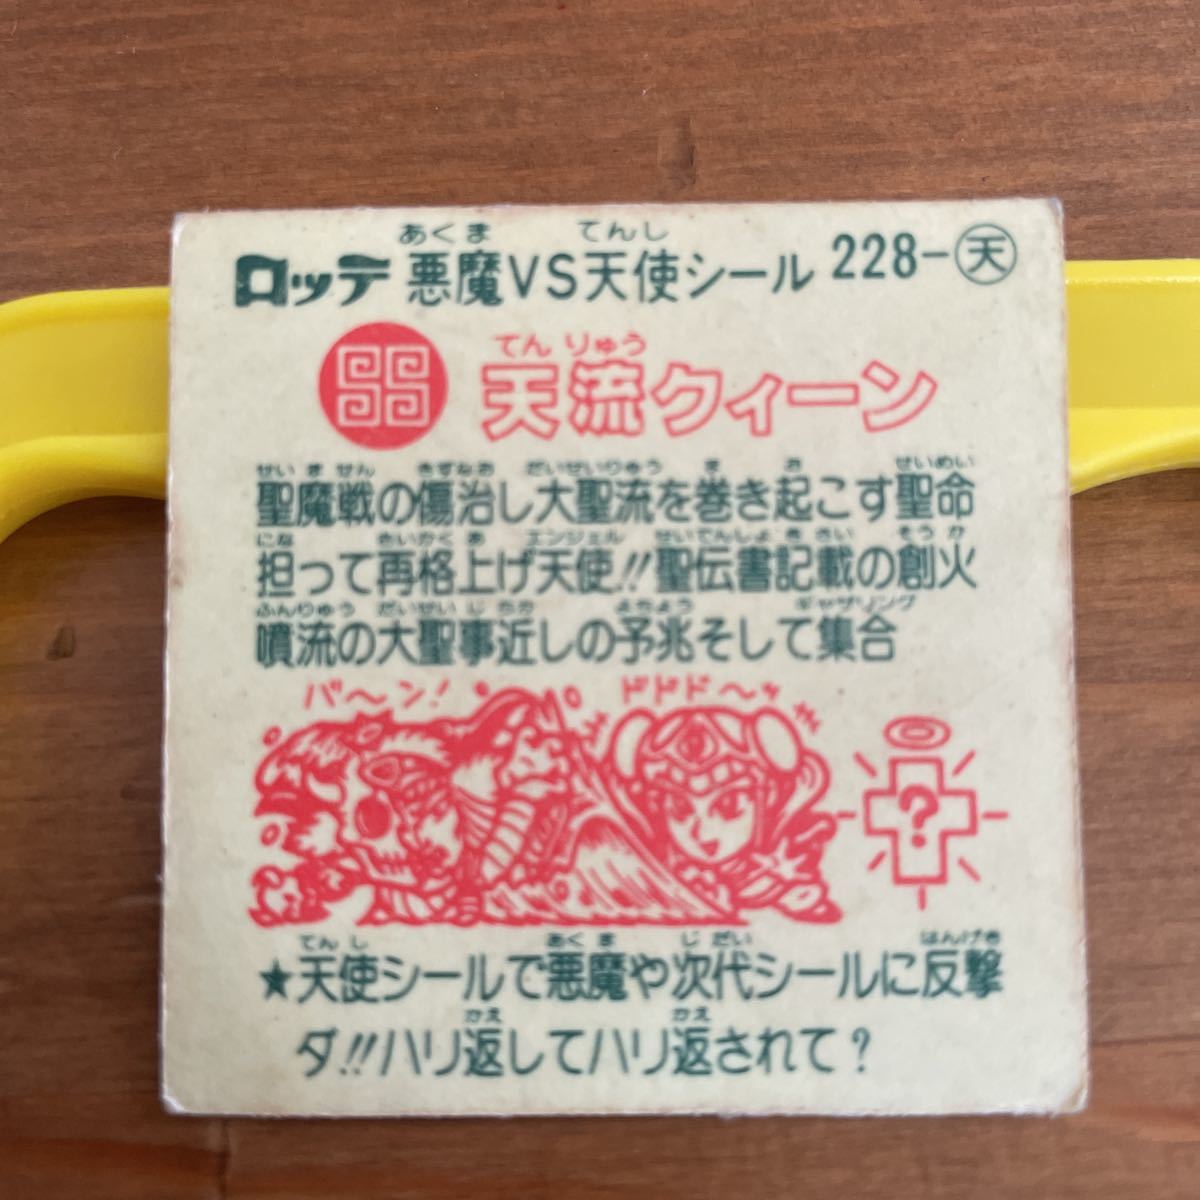 あくま てんし
ロッテ 悪魔VS天使シール 228-天
てんりゅう
天流クィーン
せいません きずなお だいせいりゅう ま お せいめい
聖魔戦の傷治し大聖流を巻き起こす聖命
にな さいかくあ エンジェル せいでんしょ きさい そうか
担って再格上げ天使!!聖伝書記載の創火
ふんりゅう だいせいじちか よちょう ギャザリング
噴流の大聖事近しの予兆そして集合
バ〜ン! ドドド〜ッ
?
てんし あくま じだい はんげき
★天使シールで悪魔や次代シールに反撃
かえ かえ
ダ!!ハリ返してハリ返されて?